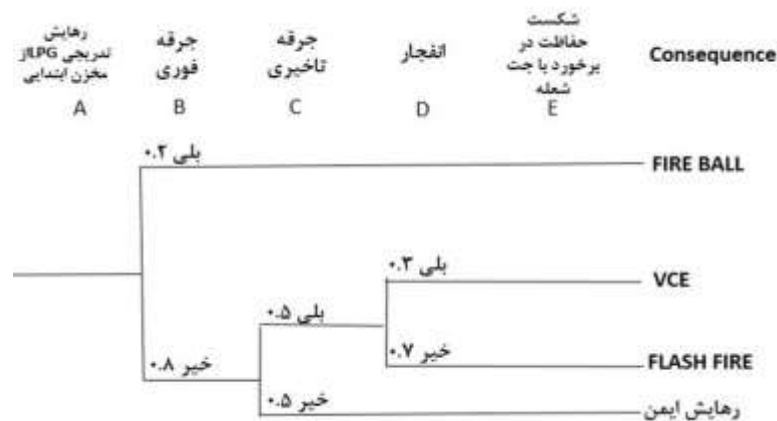 رهایش
تدریجی LPGاز
مخزن ابتدایی
A
جرقه
فوری
B
جرقه
تاخیری
C
انفجار
D
شکست
حفاظت در
برخورد با جت
شعله
E
Consequence
بلی ۰.۲
FIRE BALL
بلی ۰.۳
VCE
بلی ۰.۵
خیر ۰.۷
FLASH FIRE
خیر ۰.۸
خیر ۰.۵
رهایش ایمن